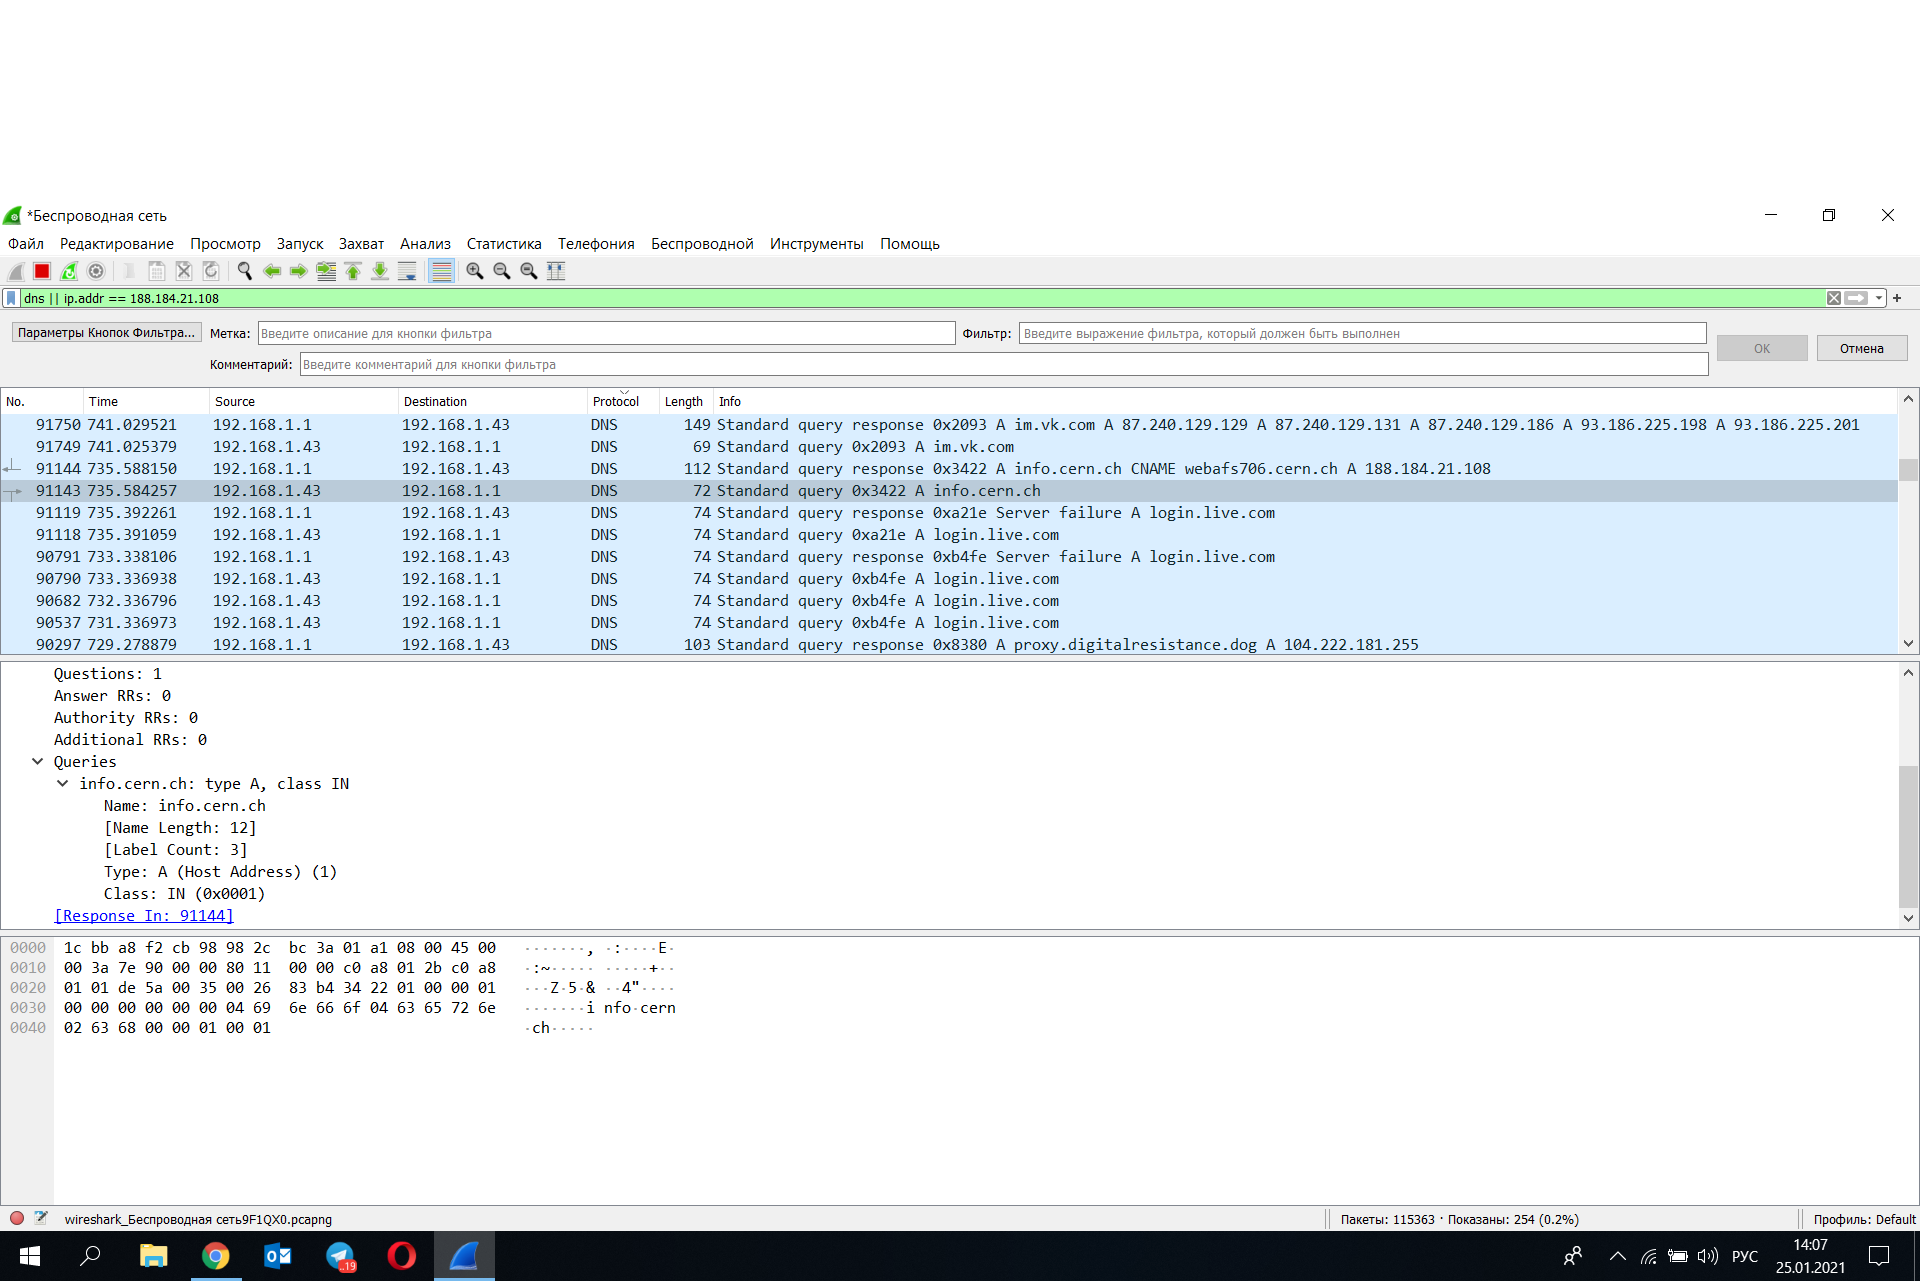 *Беспроводная сеть
Файл Редактирование Просмотр Запуск Захват Анализ Статистика Телефония Беспроводной Инструменты Помощь
dns || ip.addr == 188.184.21.108
Параметры Кнопок Фильтра... Метка: Введите описание для кнопки фильтра Фильтр: Введите выражение фильтра, который должен быть выполнен
OK Отмена
Комментарий: Введите комментарий для кнопки фильтра
No. Time Source Destination Protocol Length Info
91750 741.029521 192.168.1.1 192.168.1.43 DNS 149 Standard query response 0x2093 A im.vk.com A 87.240.129.129 A 87.240.129.131 A 87.240.129.186 A 93.186.225.198 A 93.186.225.201
91749 741.025379 192.168.1.43 192.168.1.1 DNS 69 Standard query 0x2093 A im.vk.com
91144 735.588150 192.168.1.1 192.168.1.43 DNS 112 Standard query response 0x3422 A info.cern.ch CNAME webafs706.cern.ch A 188.184.21.108
91143 735.584257 192.168.1.43 192.168.1.1 DNS 72 Standard query 0x3422 A info.cern.ch
91119 735.392261 192.168.1.1 192.168.1.43 DNS 74 Standard query response 0xa21e Server failure A login.live.com
91118 735.391059 192.168.1.43 192.168.1.1 DNS 74 Standard query 0xa21e A login.live.com
90791 733.338106 192.168.1.1 192.168.1.43 DNS 74 Standard query response 0xb4fe Server failure A login.live.com
90790 733.336938 192.168.1.43 192.168.1.1 DNS 74 Standard query 0xb4fe A login.live.com
90682 732.336796 192.168.1.43 192.168.1.1 DNS 74 Standard query 0xb4fe A login.live.com
90537 731.336973 192.168.1.43 192.168.1.1 DNS 74 Standard query 0xb4fe A login.live.com
90297 729.278879 192.168.1.1 192.168.1.43 DNS 103 Standard query response 0x8380 A proxy.digitalresistance.dog A 104.222.181.255
Questions: 1
Answer RRs: 0
Authority RRs: 0
Additional RRs: 0
Queries
info.cern.ch: type A, class IN
Name: info.cern.ch
[Name Length: 12]
[Label Count: 3]
Type: A (Host Address) (1)
Class: IN (0x0001)
[Response In: 91144]
0000 1c bb a8 f2 cb 98 98 2c bc 3a 01 a1 08 00 45 00 ·······, ·:····E·
0010 00 3a 7e 90 00 00 80 11 00 00 c0 a8 01 2b c0 a8 ·:~····· ·····+··
0020 01 01 de 5a 00 35 00 26 83 b4 34 22 01 00 00 01 ···Z·5·& ··4"····
0030 00 00 00 00 00 00 04 69 6e 66 6f 04 63 65 72 6e ·······i nfo·cern
0040 02 63 68 00 00 01 00 01 ·ch·····
wireshark_Беспроводная сеть9F1QX0.pcapng Пакеты: 115363 · Показаны: 254 (0.2%) Профиль: Default
..19
РУС
14:07
25.01.2021